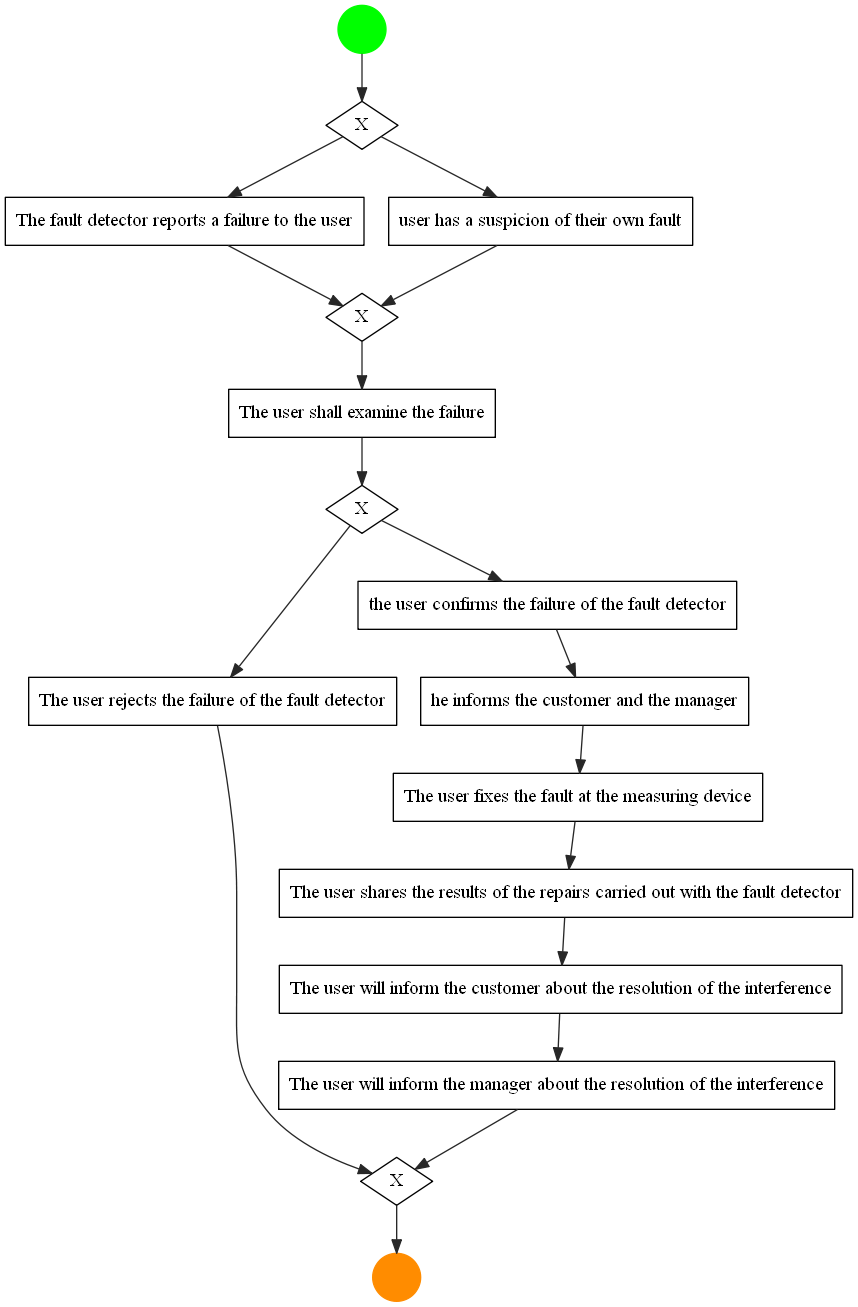 X
The fault detector reports a failure to the user
user has a suspicion of their own fault
X
The user shall examine the failure
X
the user confirms the failure of the fault detector
The user rejects the failure of the fault detector
he informs the customer and the manager
The user fixes the fault at the measuring device
The user shares the results of the repairs carried out with the fault detector
The user will inform the customer about the resolution of the interference
The user will inform the manager about the resolution of the interference
X